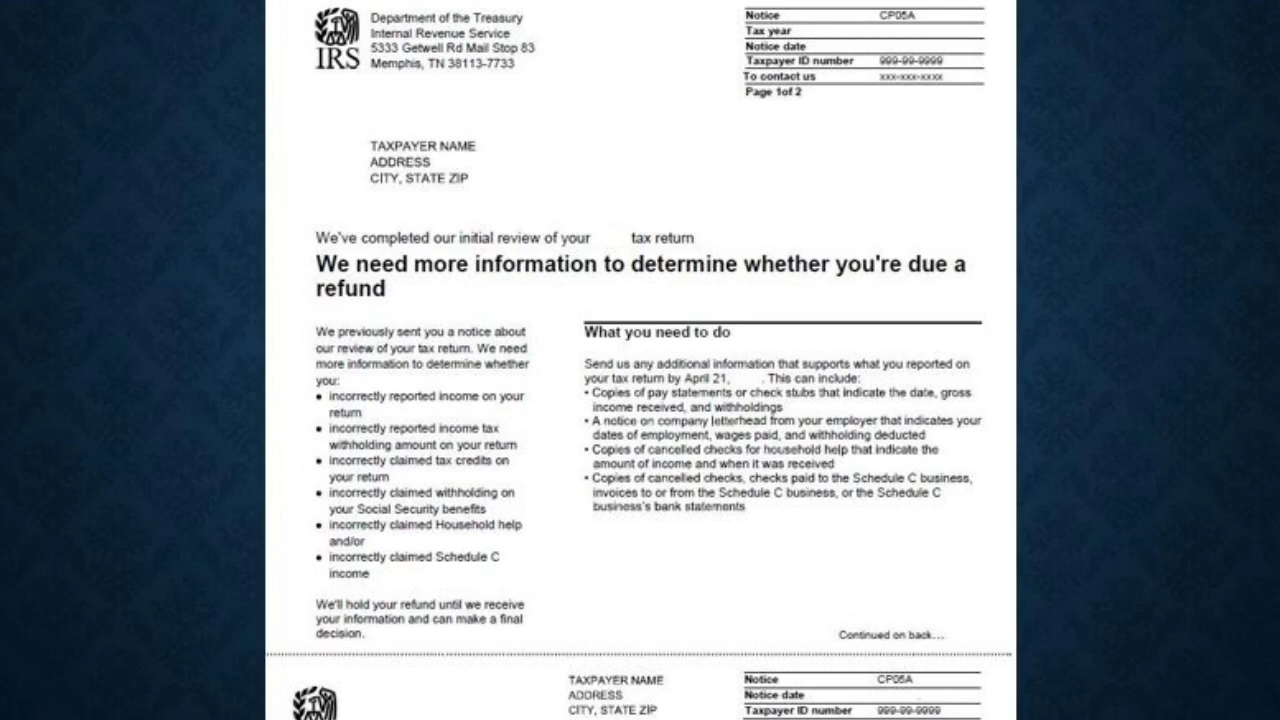 IRS
Department of the Treasury
Internal Revenue Service
5333 Getwell Rd Mail Stop 83
Memphis, TN 38113-7733
Notice CP05A
Tax year
Notice date
Taxpayer ID number 999-99-9999
To contact us xxx-xxx-xxxx
Page 1of 2
TAXPAYER NAME
ADDRESS
CITY, STATE ZIP
We've completed our initial review of your tax return
We need more information to determine whether you're due a
refund
We previously sent you a notice about
our review of your tax return. We need
more information to determine whether
you:
• incorrectly reported income on your
return
• incorrectly reported income tax
withholding amount on your return
• incorrectly claimed tax credits on
your return
• incorrectly claimed withholding on
your Social Security benefits
• incorrectly claimed Household help
and/or
• incorrectly claimed Schedule C
income
We'll hold your refund until we receive
your information and can make a final
decision.
What you need to do
Send us any additional information that supports what you reported on
your tax return by April 21, . This can include:
• Copies of pay statements or check stubs that indicate the date, gross
income received, and withholdings
• A notice on company letterhead from your employer that indicates your
dates of employment, wages paid, and withholding deducted
• Copies of cancelled checks for household help that indicate the
amount of income and when it was received
• Copies of cancelled checks, checks paid to the Schedule C business,
invoices to or from the Schedule C business, or the Schedule C
business's bank statements
Continued on back...
TAXPAYER NAME
ADDRESS
CITY, STATE ZIP
Notice CP05A
Notice date
Taxpayer ID number 999-99-9999